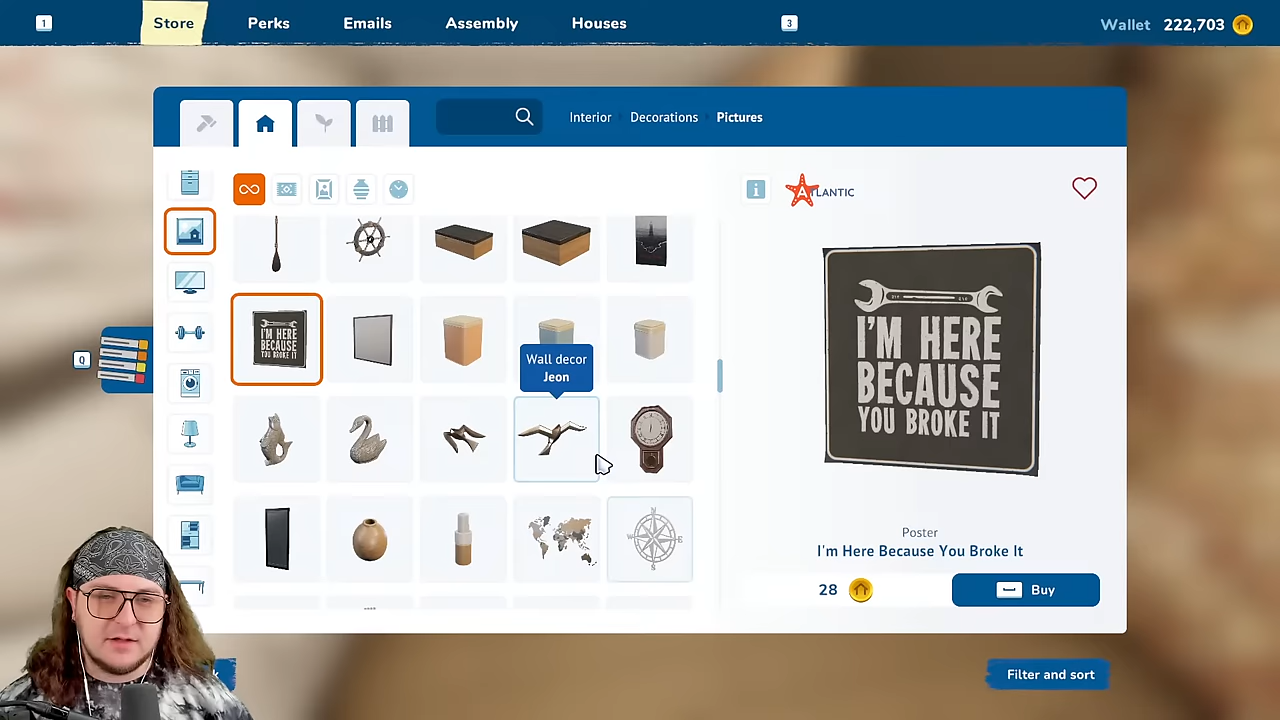 1
Store
Perks
Emails
Assembly
Houses
3
Wallet 222,703
Interior
Decorations
Pictures
ATLANTIC
I'M HERE
BECAUSE
YOU BROKE IT
Q
I'M HERE
BECAUSE
YOU BROKE IT
Wall decor
Jeon
Poster
I'm Here Because You Broke It
28
Buy
Filter and sort